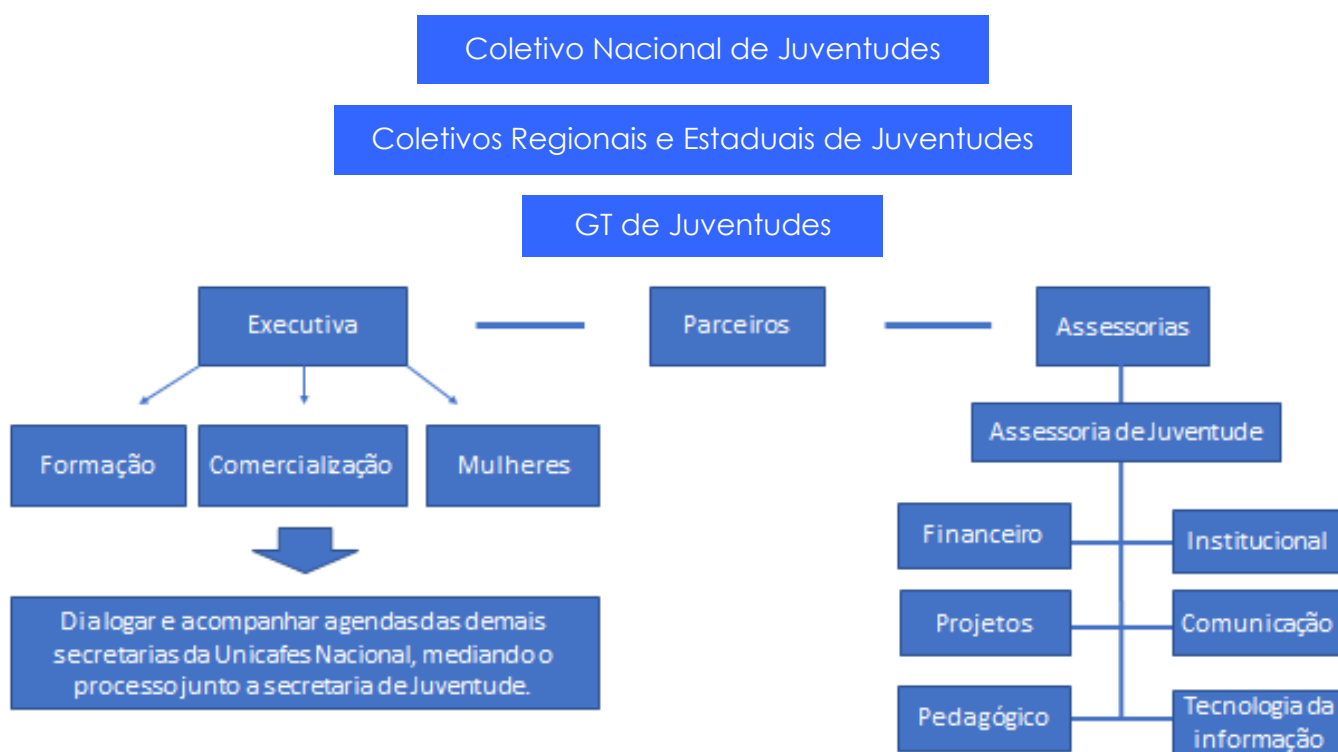 Coletivo Nacional de Juventudes
Coletivos Regionais e Estaduais de Juventudes
GT de Juventudes
Executiva
Parceiros
Assessorias
Assessoria de Juventude
Formação
Comercialização
Mulheres
Financeiro
Institucional
Dialogar e acompanhar agendas das demais
secretarias da Unicafes Nacional, mediando o
processo junto a secretaria de Juventude.
Projetos
Comunicação
Pedagógico
Tecnologia da
informação